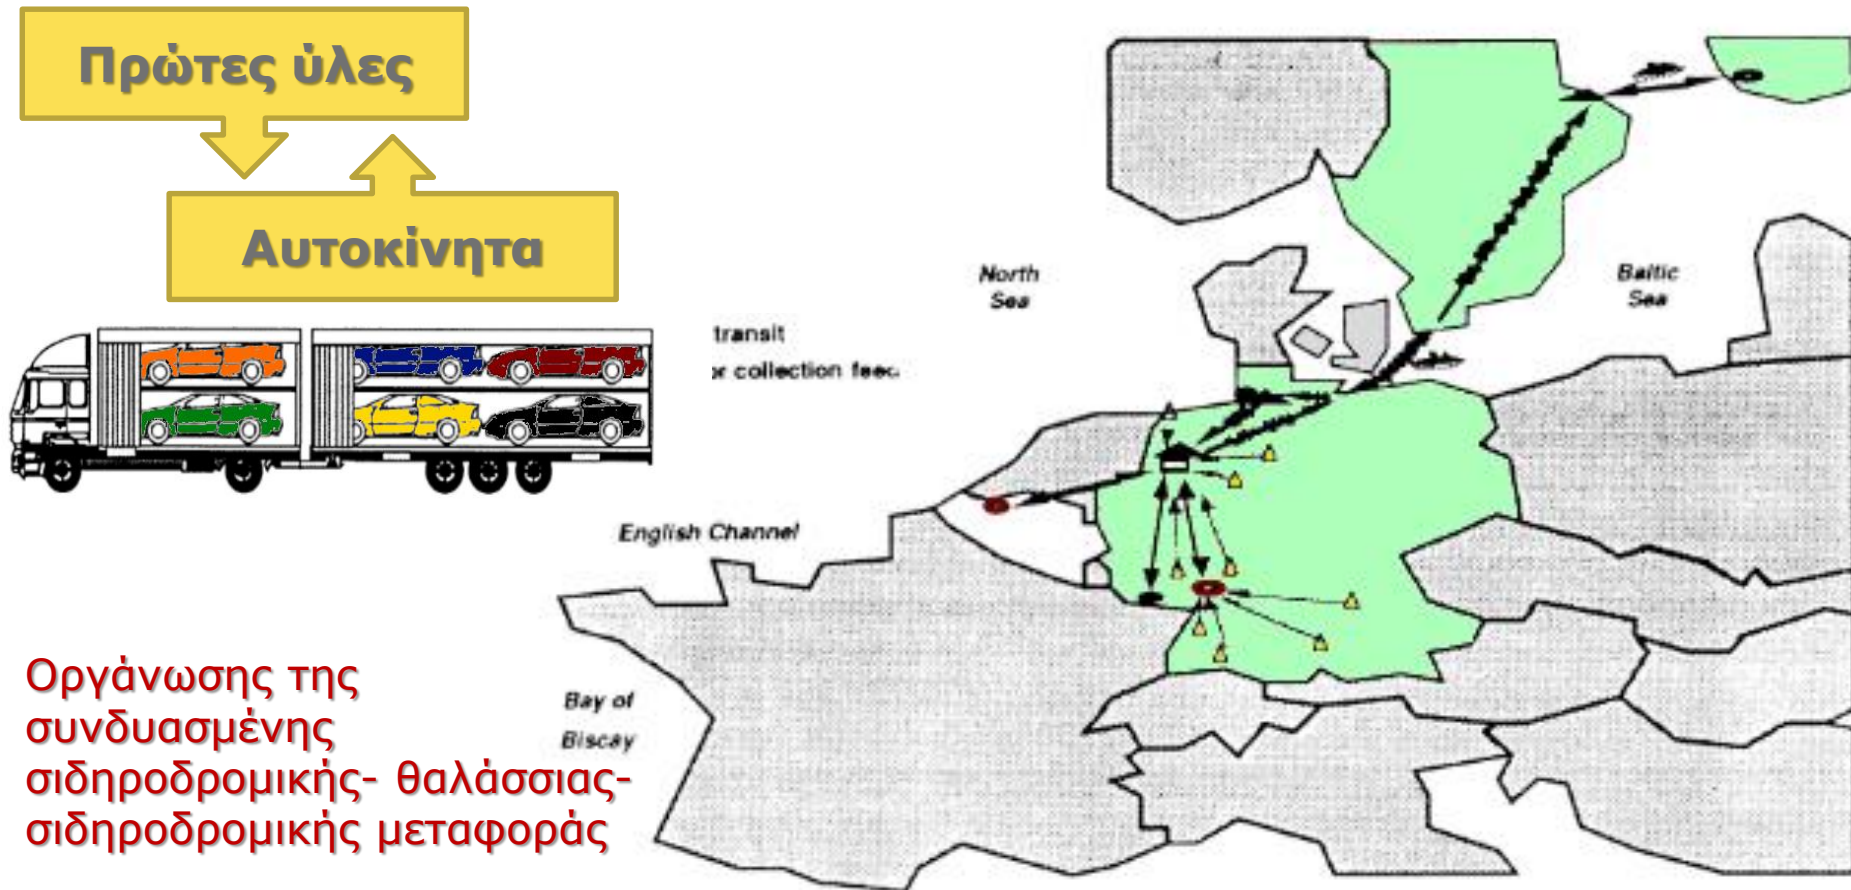 Πρώτες ύλες
Αυτοκίνητα
North
Sea
Baltic
Sea
transit
or collection
English Channel
Οργάνωσης της
συνδυασμένης
σιδηροδρομικής- θαλάσσιας-
σιδηροδρομικής μεταφοράς
Bay of
Biscay